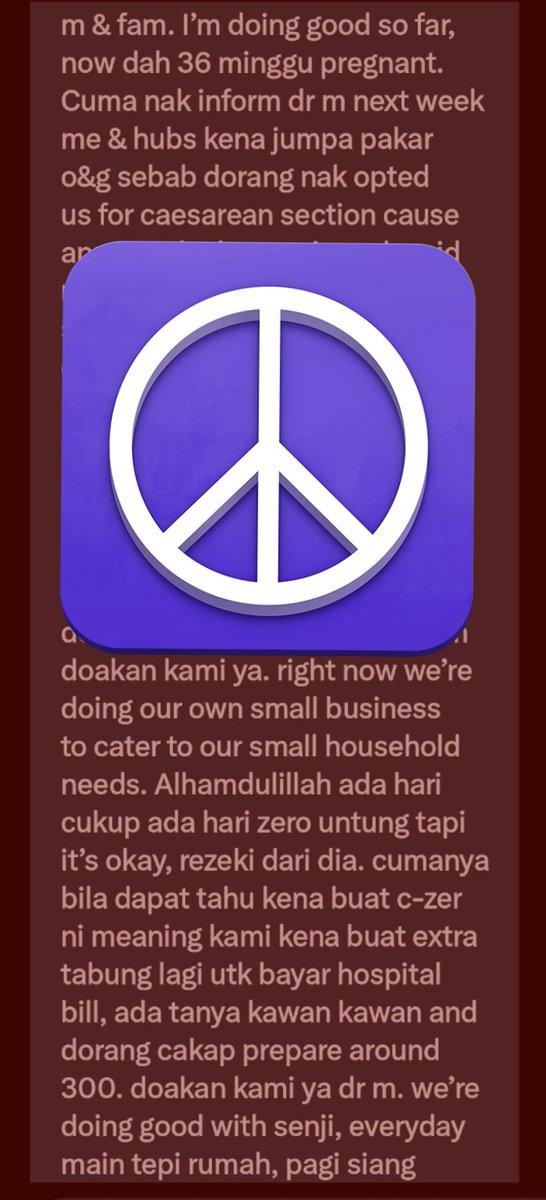 m & fam. I’m doing good so far,
now dah 36 minggu pregnant.
Cuma nak inform dr m next week
me & hubs kena jumpa pakar
o&g sebab dorang nak opted
us for caesarean section cause
doakan kami ya. right now we’re
doing our own small business
to cater to our small household
needs. Alhamdulillah ada hari
cukup ada hari zero untung tapi
it’s okay, rezeki dari dia. cumanya
bila dapat tahu kena buat c-zer
ni meaning kami kena buat extra
tabung lagi utk bayar hospital
bill, ada tanya kawan kawan and
dorang cakap prepare around
300. doakan kami ya dr m. we’re
doing good with senji, everyday
main tepi rumah, pagi siang